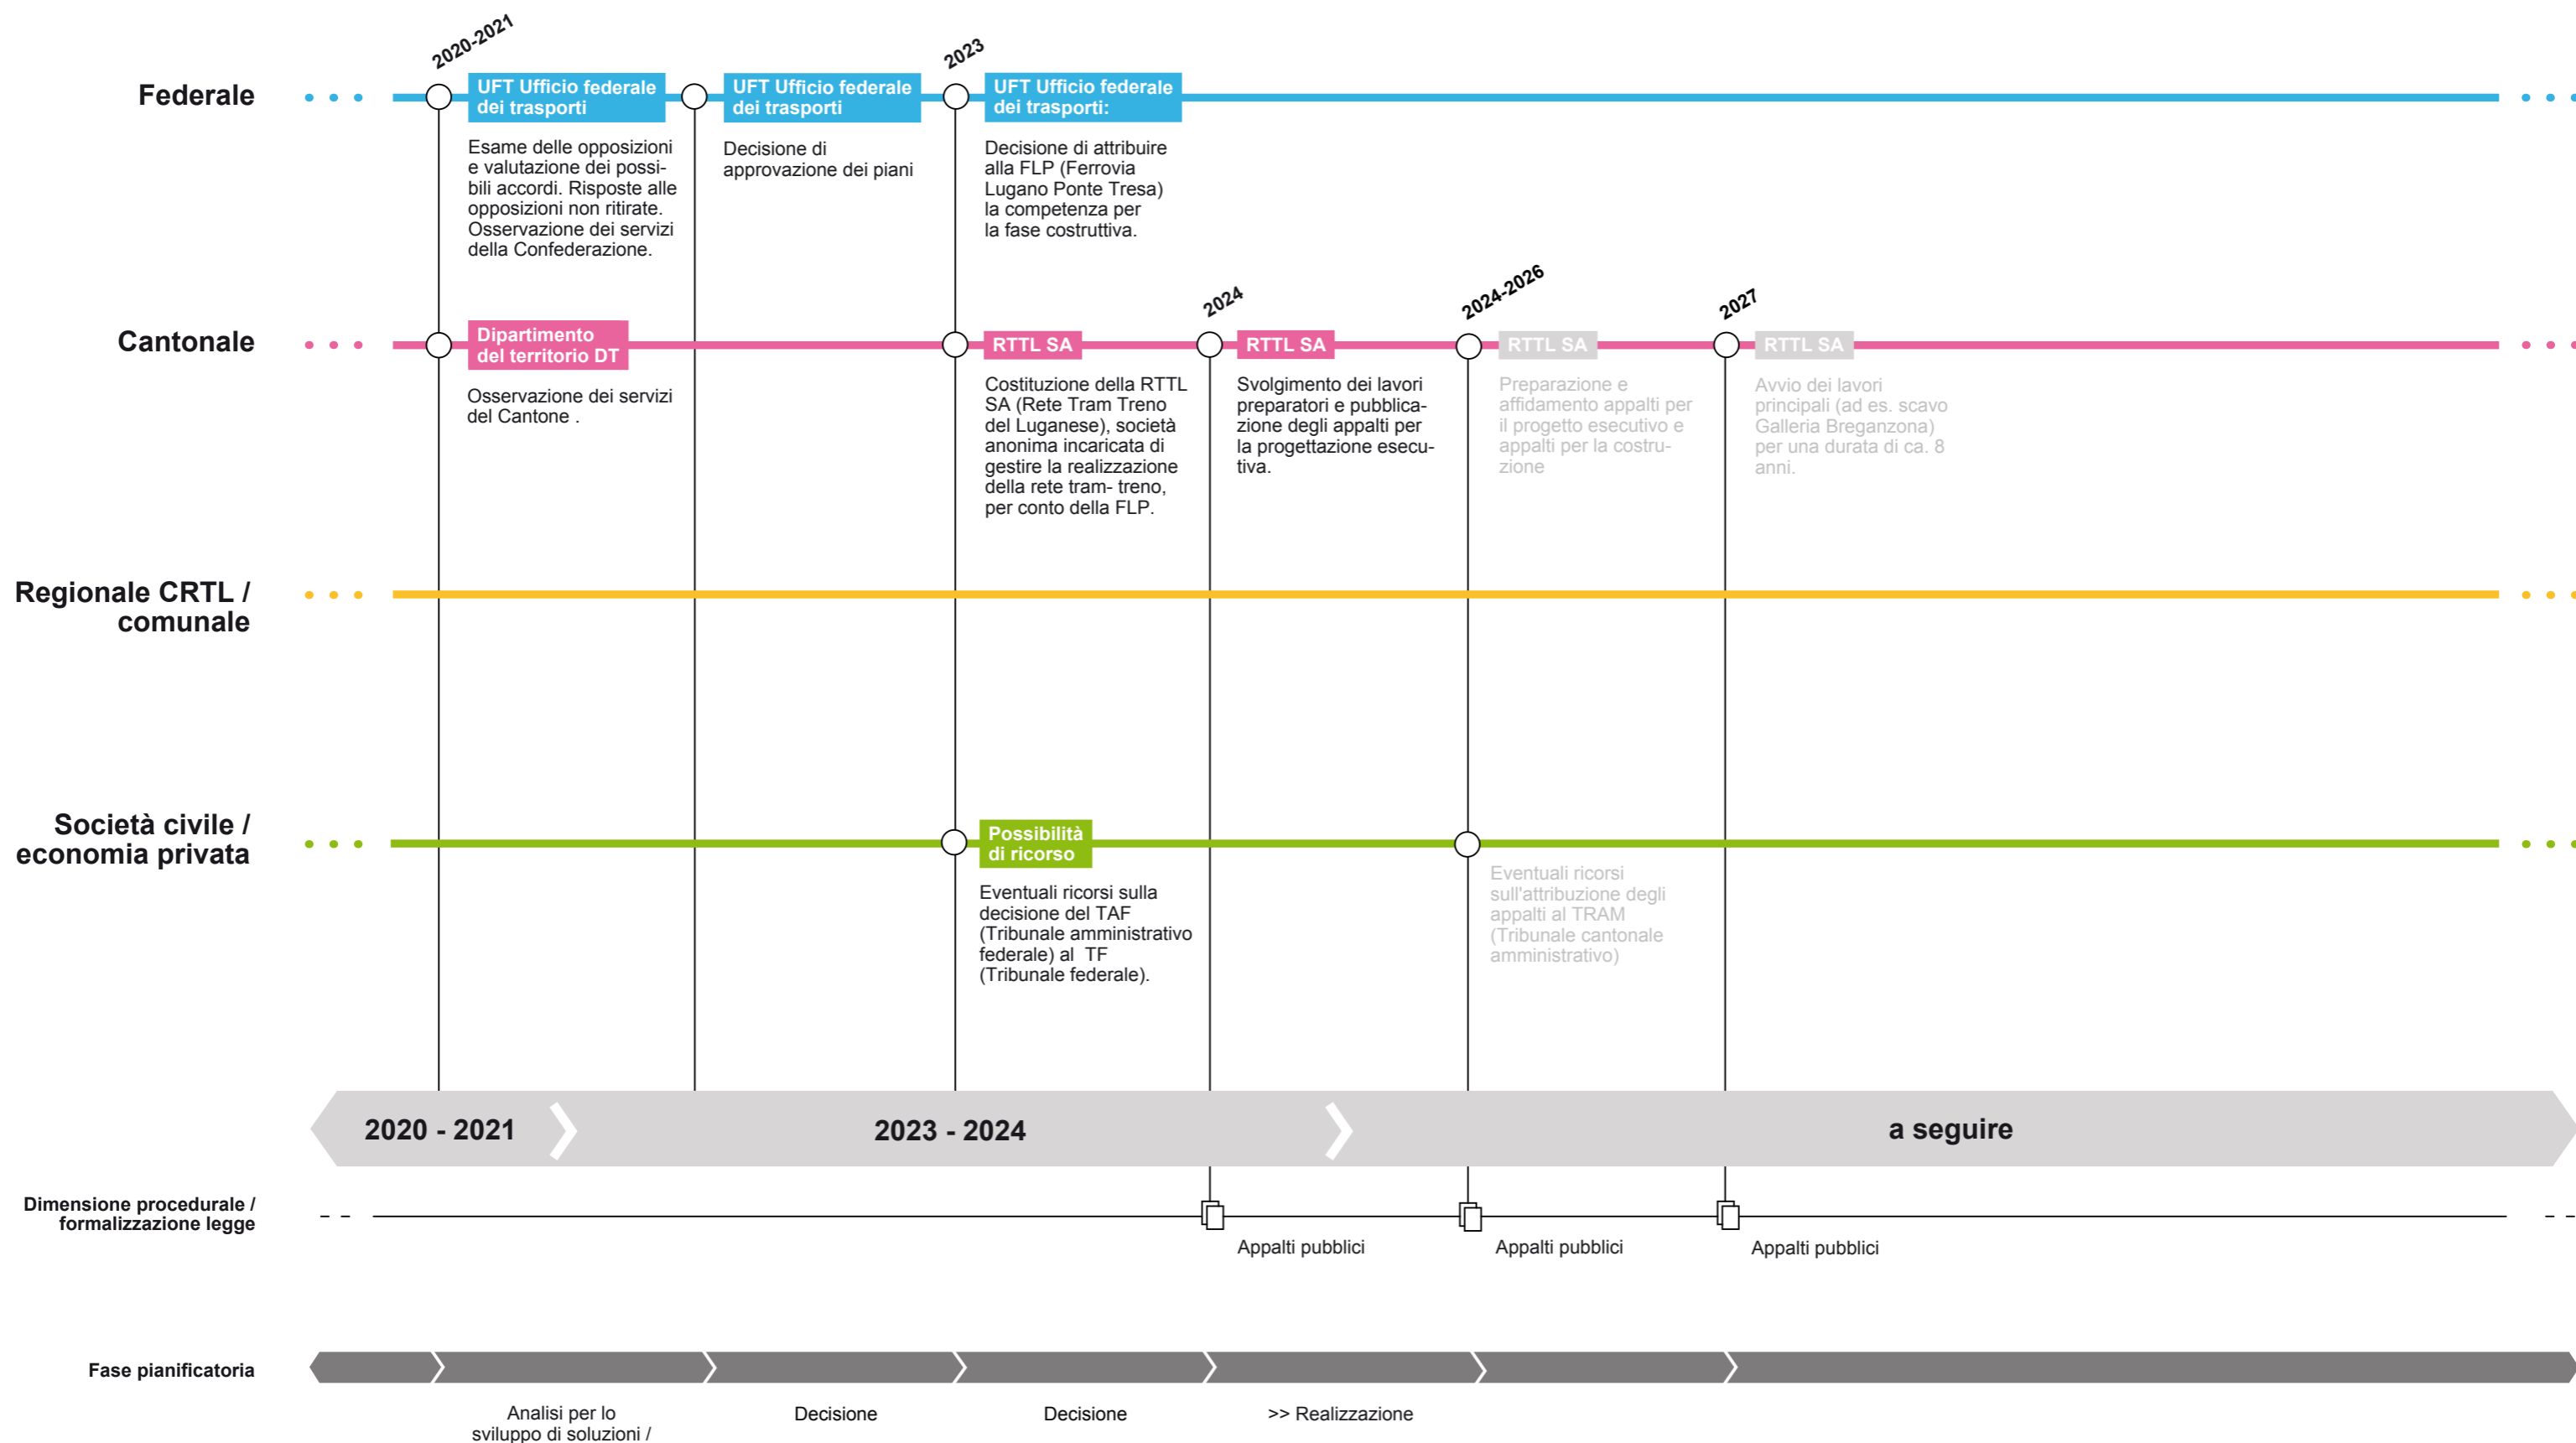 2020-2021
2023
Federale
UFT Ufficio federale
dei trasporti
UFT Ufficio federale
dei trasporti
UFT Ufficio federale
dei trasporti:
Esame delle opposizioni
e valutazione dei possi-
bili accordi. Risposte alle
opposizioni non ritirate.
Osservazione dei servizi
della Confederazione.
Decisione di
approvazione dei piani
Decisione di attribuire
alla FLP (Ferrovia
Lugano Ponte Tresa)
la competenza per
la fase costruttiva.
2024
2024-2026
2027
Cantonale
Dipartimento
del territorio DT
RTTL SA
RTTL SA
RTTL SA
RTTL SA
Osservazione dei servizi
del Cantone .
Costituzione della RTTL
SA (Rete Tram Treno
del Luganese), società
anonima incaricata di
gestire la realizzazione
della rete tram- treno,
per conto della FLP.
Svolgimento dei lavori
preparatori e pubblica-
zione degli appalti per
la progettazione esecu-
tiva.
Preparazione e
affidamento appalti per
il progetto esecutivo e
appalti per la costru-
zione
Avvio dei lavori
principali (ad es. scavo
Galleria Breganzona)
per una durata di ca. 8
anni.
Regionale CRTL /
comunale
Società civile /
economia privata
Possibilità
di ricorso
Eventuali ricorsi sulla
decisione del TAF
(Tribunale amministrativo
federale) al TF
(Tribunale federale).
Eventuali ricorsi
sull'attribuzione degli
appalti al TRAM
(Tribunale cantonale
amministrativo)
2020 - 2021
2023 - 2024
a seguire
Dimensione procedurale /
formalizzazione legge
Appalti pubblici
Appalti pubblici
Appalti pubblici
Fase pianificatoria
Analisi per lo
sviluppo di soluzioni /
Decisione
Decisione
>> Realizzazione